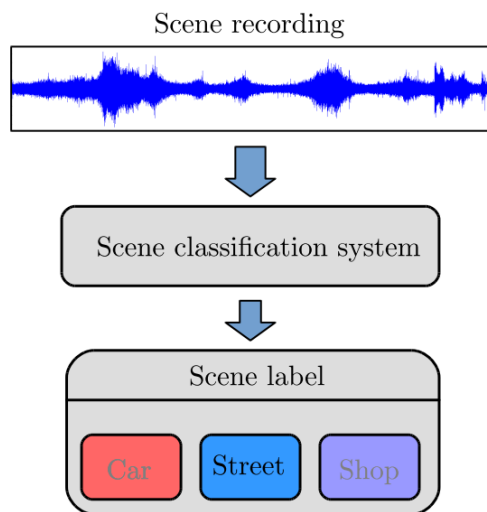 Scene recording
Scene classification system
Scene label
Car Street Shop